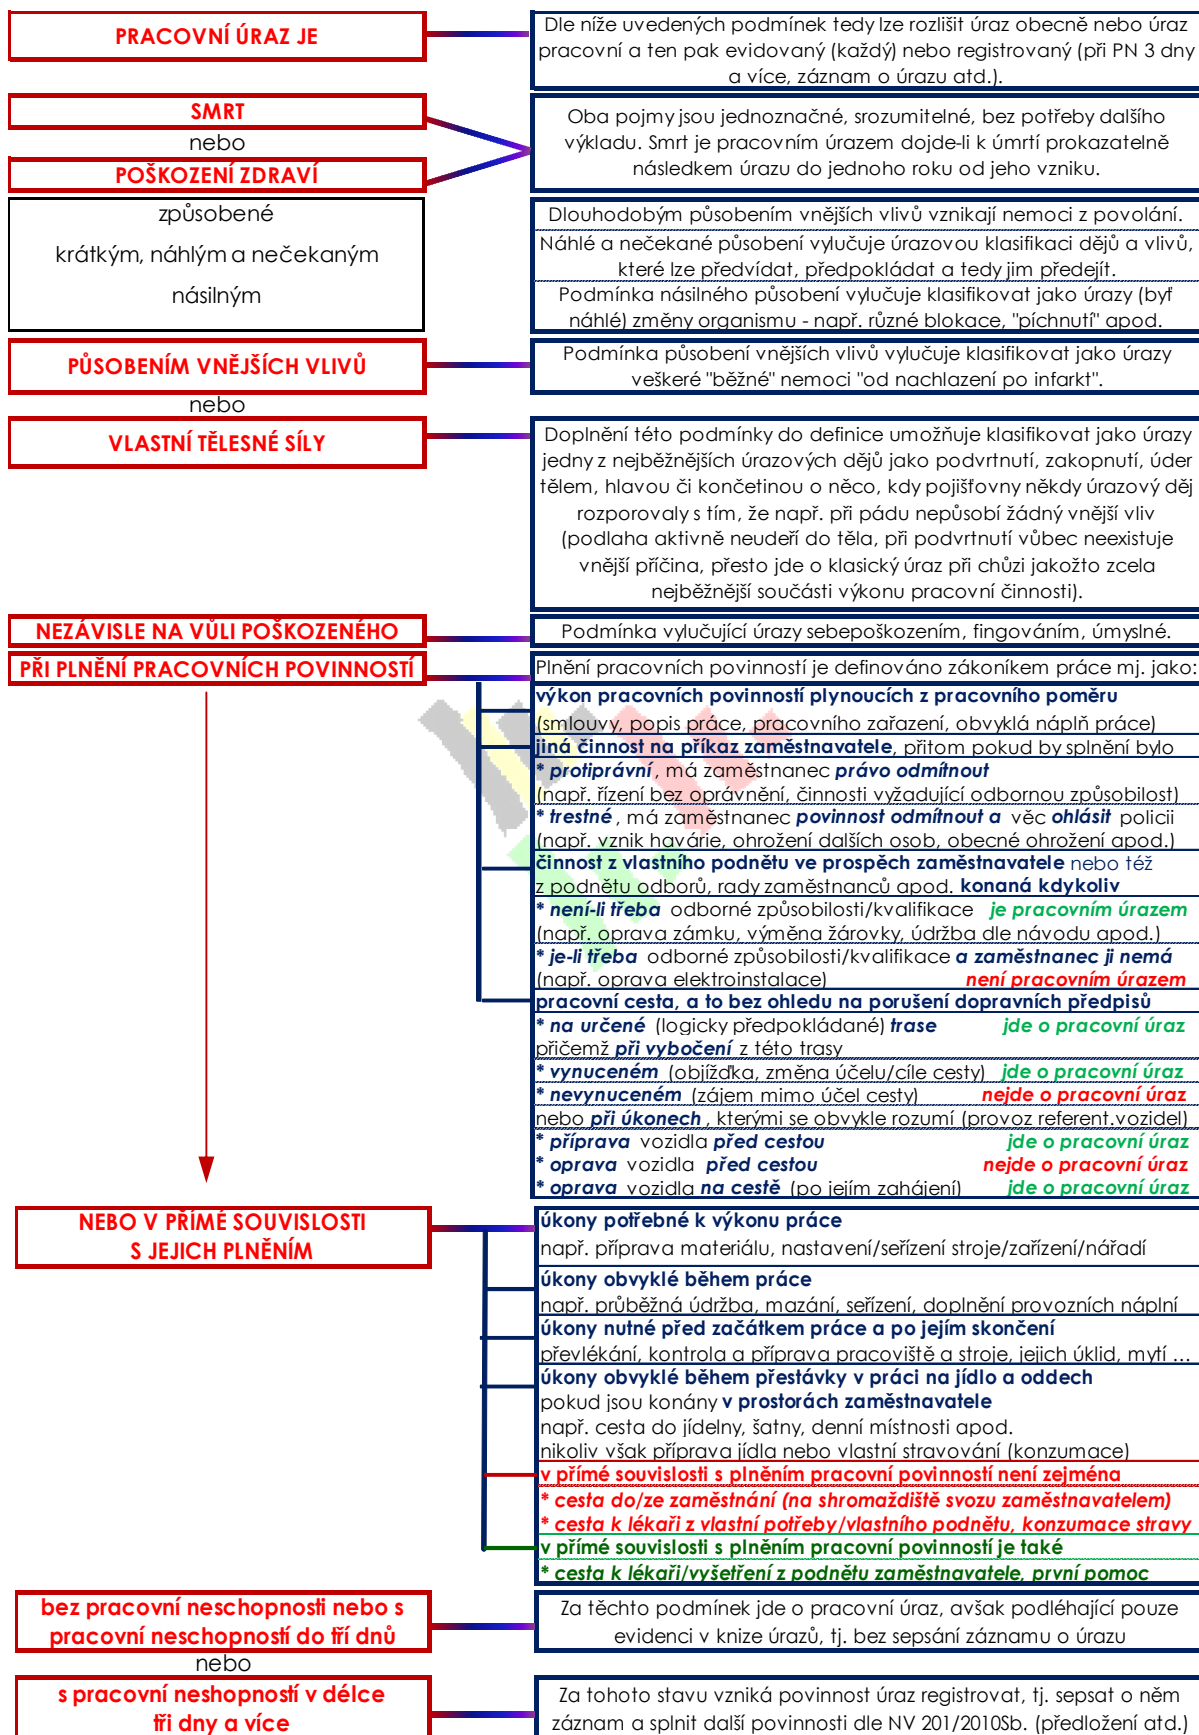 PRACOVNÍ ÚRAZ JE
Dle níže uvedených podmínek tedy lze rozlišit úraz obecně nebo úraz
pracovní a ten pak evidovaný (každý) nebo registrovaný (při PN 3 dny
a více, záznam o úrazu atd.).
SMRT
nebo
POŠKOZENÍ ZDRAVÍ
Oba pojmy jsou jednoznačné, srozumitelné, bez potřeby dalšího
výkladu. Smrt je pracovním úrazem dojde-li k úmrtí prokazatelně
následkem úrazu do jednoho roku od jeho vzniku.
způsobené
krátkým, náhlým a nečekaným
násilným
Dlouhodobým působením vnějších vlivů vznikají nemoci z povolání.
Náhlé a nečekané působení vylučuje úrazovou klasifikaci dějů a vlivů,
které lze předvídat, předpokládat a tedy jim předejít.
Podmínka násilného působení vylučuje klasifikovat jako úrazy (byť
náhlé) změny organismu - např. různé blokace, "píchnutí" apod.
PŮSOBENÍM VNĚJŠÍCH VLIVŮ
Podmínka působení vnějších vlivů vylučuje klasifikovat jako úrazy
veškeré "běžné" nemoci "od nachlazení po infarkt".
nebo
VLASTNÍ TĚLESNÉ SÍLY
Doplnění této podmínky do definice umožňuje klasifikovat jako úrazy
jedny z nejběžnějších úrazových dějů jako podvrtnutí, zakopnutí, úder
tělem, hlavou či končetinou o něco, kdy pojišťovny někdy úrazový děj
rozporovaly s tím, že např. při pádu nepůsobí žádný vnější vliv
(podlaha aktivně neudeří do těla, při podvrtnutí vůbec neexistuje
vnější příčina, přesto jde o klasický úraz při chůzi jakožto zcela
nejběžnější součásti výkonu pracovní činnosti).
NEZÁVISLE NA VŮLI POŠKOZENÉHO
Podmínka vylučující úrazy sebepoškozením, fingováním, úmyslné.
PŘI PLNĚNÍ PRACOVNÍCH POVINNOSTÍ
Plnění pracovních povinností je definováno zákoníkem práce mj. jako:
výkon pracovních povinností plynoucích z pracovního poměru
(smlouvy, popis práce, pracovního zařazení, obvyklá náplň práce)
jiná činnost na příkaz zaměstnavatele, přitom pokud by splnění bylo
* protiprávní, má zaměstnanec právo odmítnout
(např. řízení bez oprávnění, činnosti vyžadující odbornou způsobilost)
* trestné, má zaměstnanec povinnost odmítnout a věc ohlásit policii
(např. vznik havárie, ohrožení dalších osob, obecné ohrožení apod.)
činnost z vlastního podnětu ve prospěch zaměstnavatele nebo též
z podnětu odborů, rady zaměstnanců apod. konaná kdykoliv
* není-li třeba odborné způsobilosti/kvalifikace je pracovním úrazem
(např. oprava zámku, výměna žárovky, údržba dle návodu apod.)
* je-li třeba odborné způsobilosti/kvalifikace a zaměstnanec ji nemá
(např. oprava elektroinstalace) není pracovním úrazem
pracovní cesta, a to bez ohledu na porušení dopravních předpisů
* na určené (logicky předpokládané) trase jde o pracovní úraz
přičemž při vybočení z této trasy
* vynuceném (objížďka, změna účelu/cíle cesty) jde o pracovní úraz
* nevynuceném (zájem mimo účel cesty) nejde o pracovní úraz
nebo při úkonech, kterými se obvykle rozumí (provoz referent.vozidel)
* příprava vozidla před cestou jde o pracovní úraz
* oprava vozidla před cestou nejde o pracovní úraz
* oprava vozidla na cestě (po jejím zahájení) jde o pracovní úraz
NEBO V PŘÍMÉ SOUVISLOSTI
S JEJICH PLNĚNÍM
úkony potřebné k výkonu práce
např. příprava materiálu, nastavení/seřízení stroje/zařízení/nářadí
úkony obvyklé během práce
např. průběžná údržba, mazání, seřízení, doplnění provozních náplní
úkony nutné před začátkem práce a po jejím skončení
převlékání, kontrola a příprava pracoviště a stroje, jejich úklid, mytí ...
úkony obvyklé během přestávky v práci na jídlo a oddech
pokud jsou konány v prostorách zaměstnavatele
např. cesta do jídelny, šatny, denní místnosti apod.
nikoliv však příprava jídla nebo vlastní stravování (konzumace)
v přímé souvislosti s plněním pracovní povinností není zejména
* cesta do/ze zaměstnání (na shromaždiště svozu zaměstnavatelem)
* cesta k lékaři z vlastní potřeby/vlastního podnětu, konzumace stravy
v přímé souvislosti s plněním pracovní povinností je také
* cesta k lékaři/vyšetření z podnětu zaměstnavatele, první pomoc
bez pracovní neschopnosti nebo s
pracovní neschopností do tří dnů
Za těchto podmínek jde o pracovní úraz, avšak podléhající pouze
evidenci v knize úrazů, tj. bez sepsání záznamu o úrazu
nebo
s pracovní neshopností v délce
tři dny a více
Za tohoto stavu vzniká povinnost úraz registrovat, tj. sepsat o něm
záznam a splnit další povinnosti dle NV 201/2010Sb. (předložení atd.)